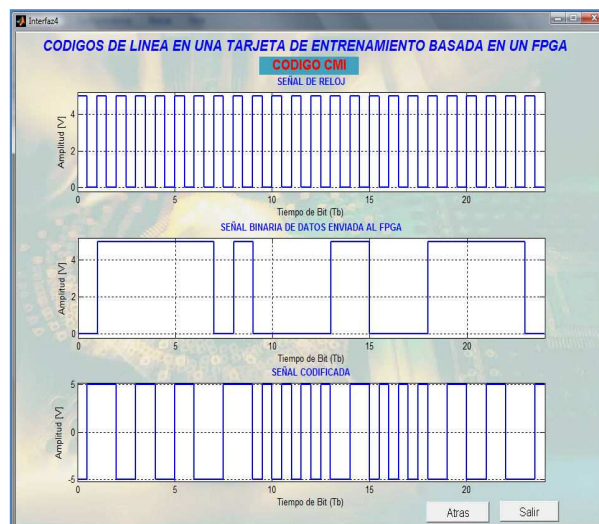 Interfaz4
CODIGOS DE LINEA EN UNA TARJETA DE ENTRENAMIENTO BASADA EN UN FPGA
CODIGO CMI
SEÑAL DE RELOJ
Amplitud [V]
4
2
0
0 5 10 15 20
Tiempo de Bit (Tb)
SEÑAL BINARIA DE DATOS ENVIADA AL FPGA
Amplitud [V]
4
2
0
0 5 10 15 20
Tiempo de Bit (Tb)
SEÑAL CODIFICADA
Amplitud [V]
5
0
-5
0 5 10 15 20
Tiempo de Bit (Tb)
Atras Salir